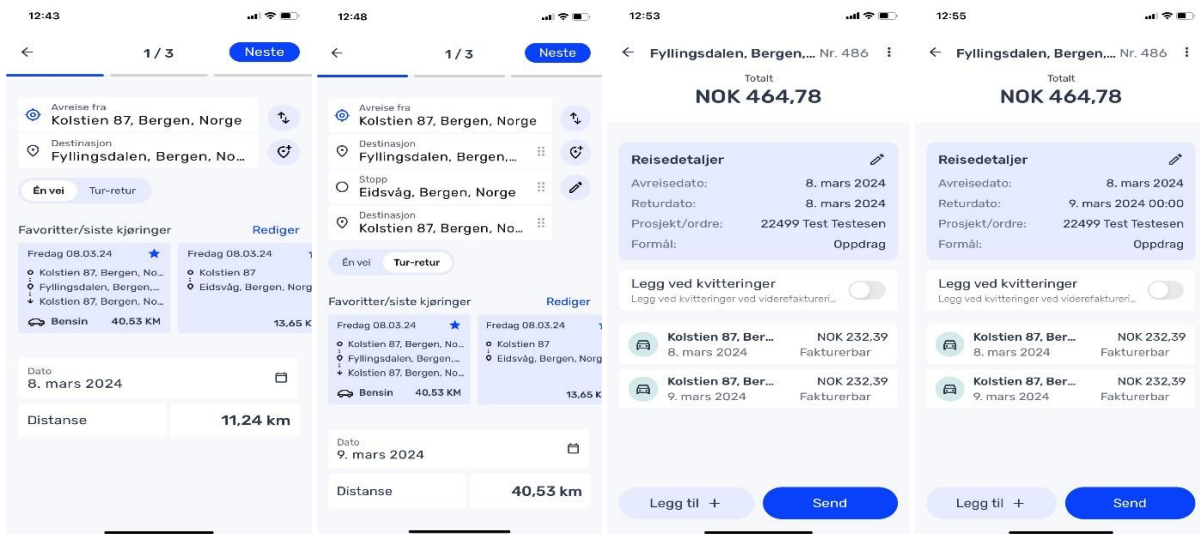 12:43
1 / 3
Neste
Avreise fra
Kolstien 87, Bergen, Norge
Destinasjon
Fyllingsdalen, Bergen, No...
Én vei
Tur-retur
Favoritter/siste kjøringer
Rediger
Fredag 08.03.24
Kolstien 87, Bergen, No...
Fyllingsdalen, Bergen,...
Kolstien 87, Bergen, No...
Bensin 40,53 KM
Fredag 08.03.24
Kolstien 87
Eidsvåg, Bergen, Norg
13,65 K
Dato
8. mars 2024
Distanse 11,24 km
12:48
1 / 3
Neste
Avreise fra
Kolstien 87, Bergen, Norge
Destinasjon
Fyllingsdalen, Bergen,...
Stopp
Eidsvåg, Bergen, Norge
Destinasjon
Kolstien 87, Bergen, No...
Én vei
Tur-retur
Favoritter/siste kjøringer
Rediger
Fredag 08.03.24
Kolstien 87, Bergen, No...
Fyllingsdalen, Bergen,...
Kolstien 87, Bergen, No...
Bensin 40,53 KM
Fredag 08.03.24
Kolstien 87
Eidsvåg, Bergen, Norg
13,65 K
Dato
9. mars 2024
Distanse 40,53 km
12:53
Fyllingsdalen, Bergen,... Nr. 486
Totalt
NOK 464,78
Reisedetaljer
Avreisedato: 8. mars 2024
Returdato: 8. mars 2024
Prosjekt/ordre: 22499 Test Testesen
Formål: Oppdrag
Legg ved kvitteringer
Legg ved kvitteringer ved viderefaktureri...
Kolstien 87, Ber... NOK 232,39
8. mars 2024 Fakturerbar
Kolstien 87, Ber... NOK 232,39
9. mars 2024 Fakturerbar
Legg til +
Send
12:55
Fyllingsdalen, Bergen,... Nr. 486
Totalt
NOK 464,78
Reisedetaljer
Avreisedato: 8. mars 2024
Returdato: 9. mars 2024 00:00
Prosjekt/ordre: 22499 Test Testesen
Formål: Oppdrag
Legg ved kvitteringer
Legg ved kvitteringer ved viderefaktureri...
Kolstien 87, Ber... NOK 232,39
8. mars 2024 Fakturerbar
Kolstien 87, Ber... NOK 232,39
9. mars 2024 Fakturerbar
Legg til +
Send